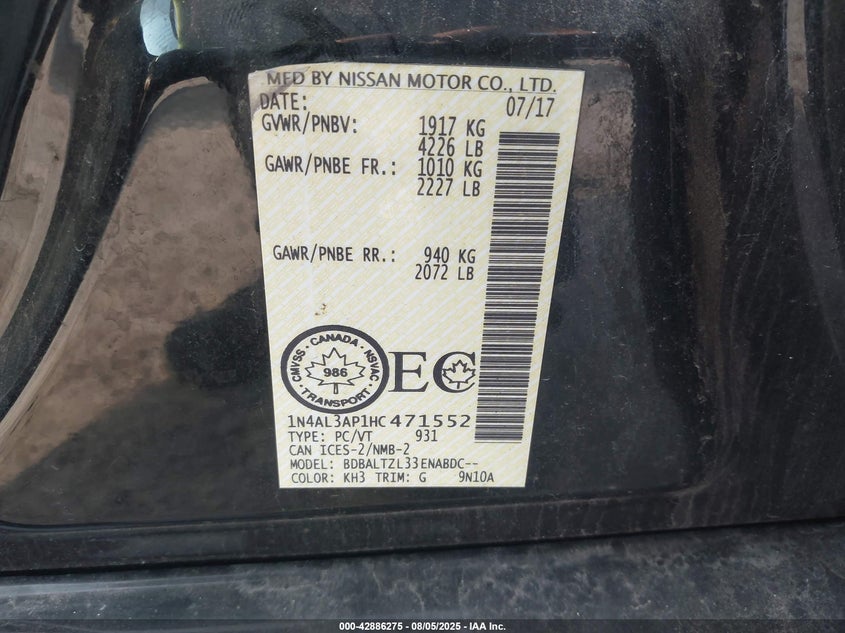 MFD BY NISSAN MOTOR CO., LTD.
DATE: 07/17
GVWR/PNBV: 1917 KG
4226 LB
GAWR/PNBE FR.: 1010 KG
2227 LB
GAWR/PNBE RR.: 940 KG
2072 LB
CMVSS · CANADA · NSVAC
986
TRANSPORT
EC
1N4AL3AP1HC471552
TYPE: PC/VT 931
CAN ICES-2/NMB-2
MODEL: BDBALTZL33ENABDC--
COLOR: KH3 TRIM: G 9N10A
000-42886275 - 08/05/2025 - IAA Inc.